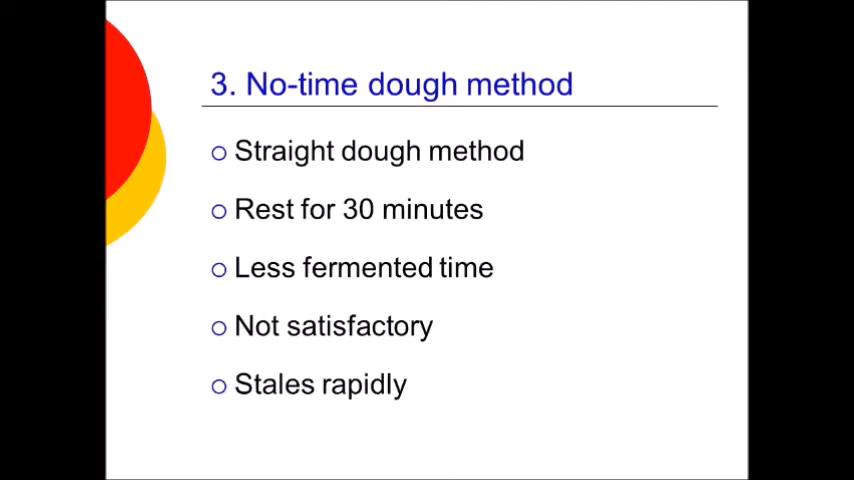 3. No-time dough method
Straight dough method
Rest for 30 minutes
Less fermented time
Not satisfactory
Stales rapidly